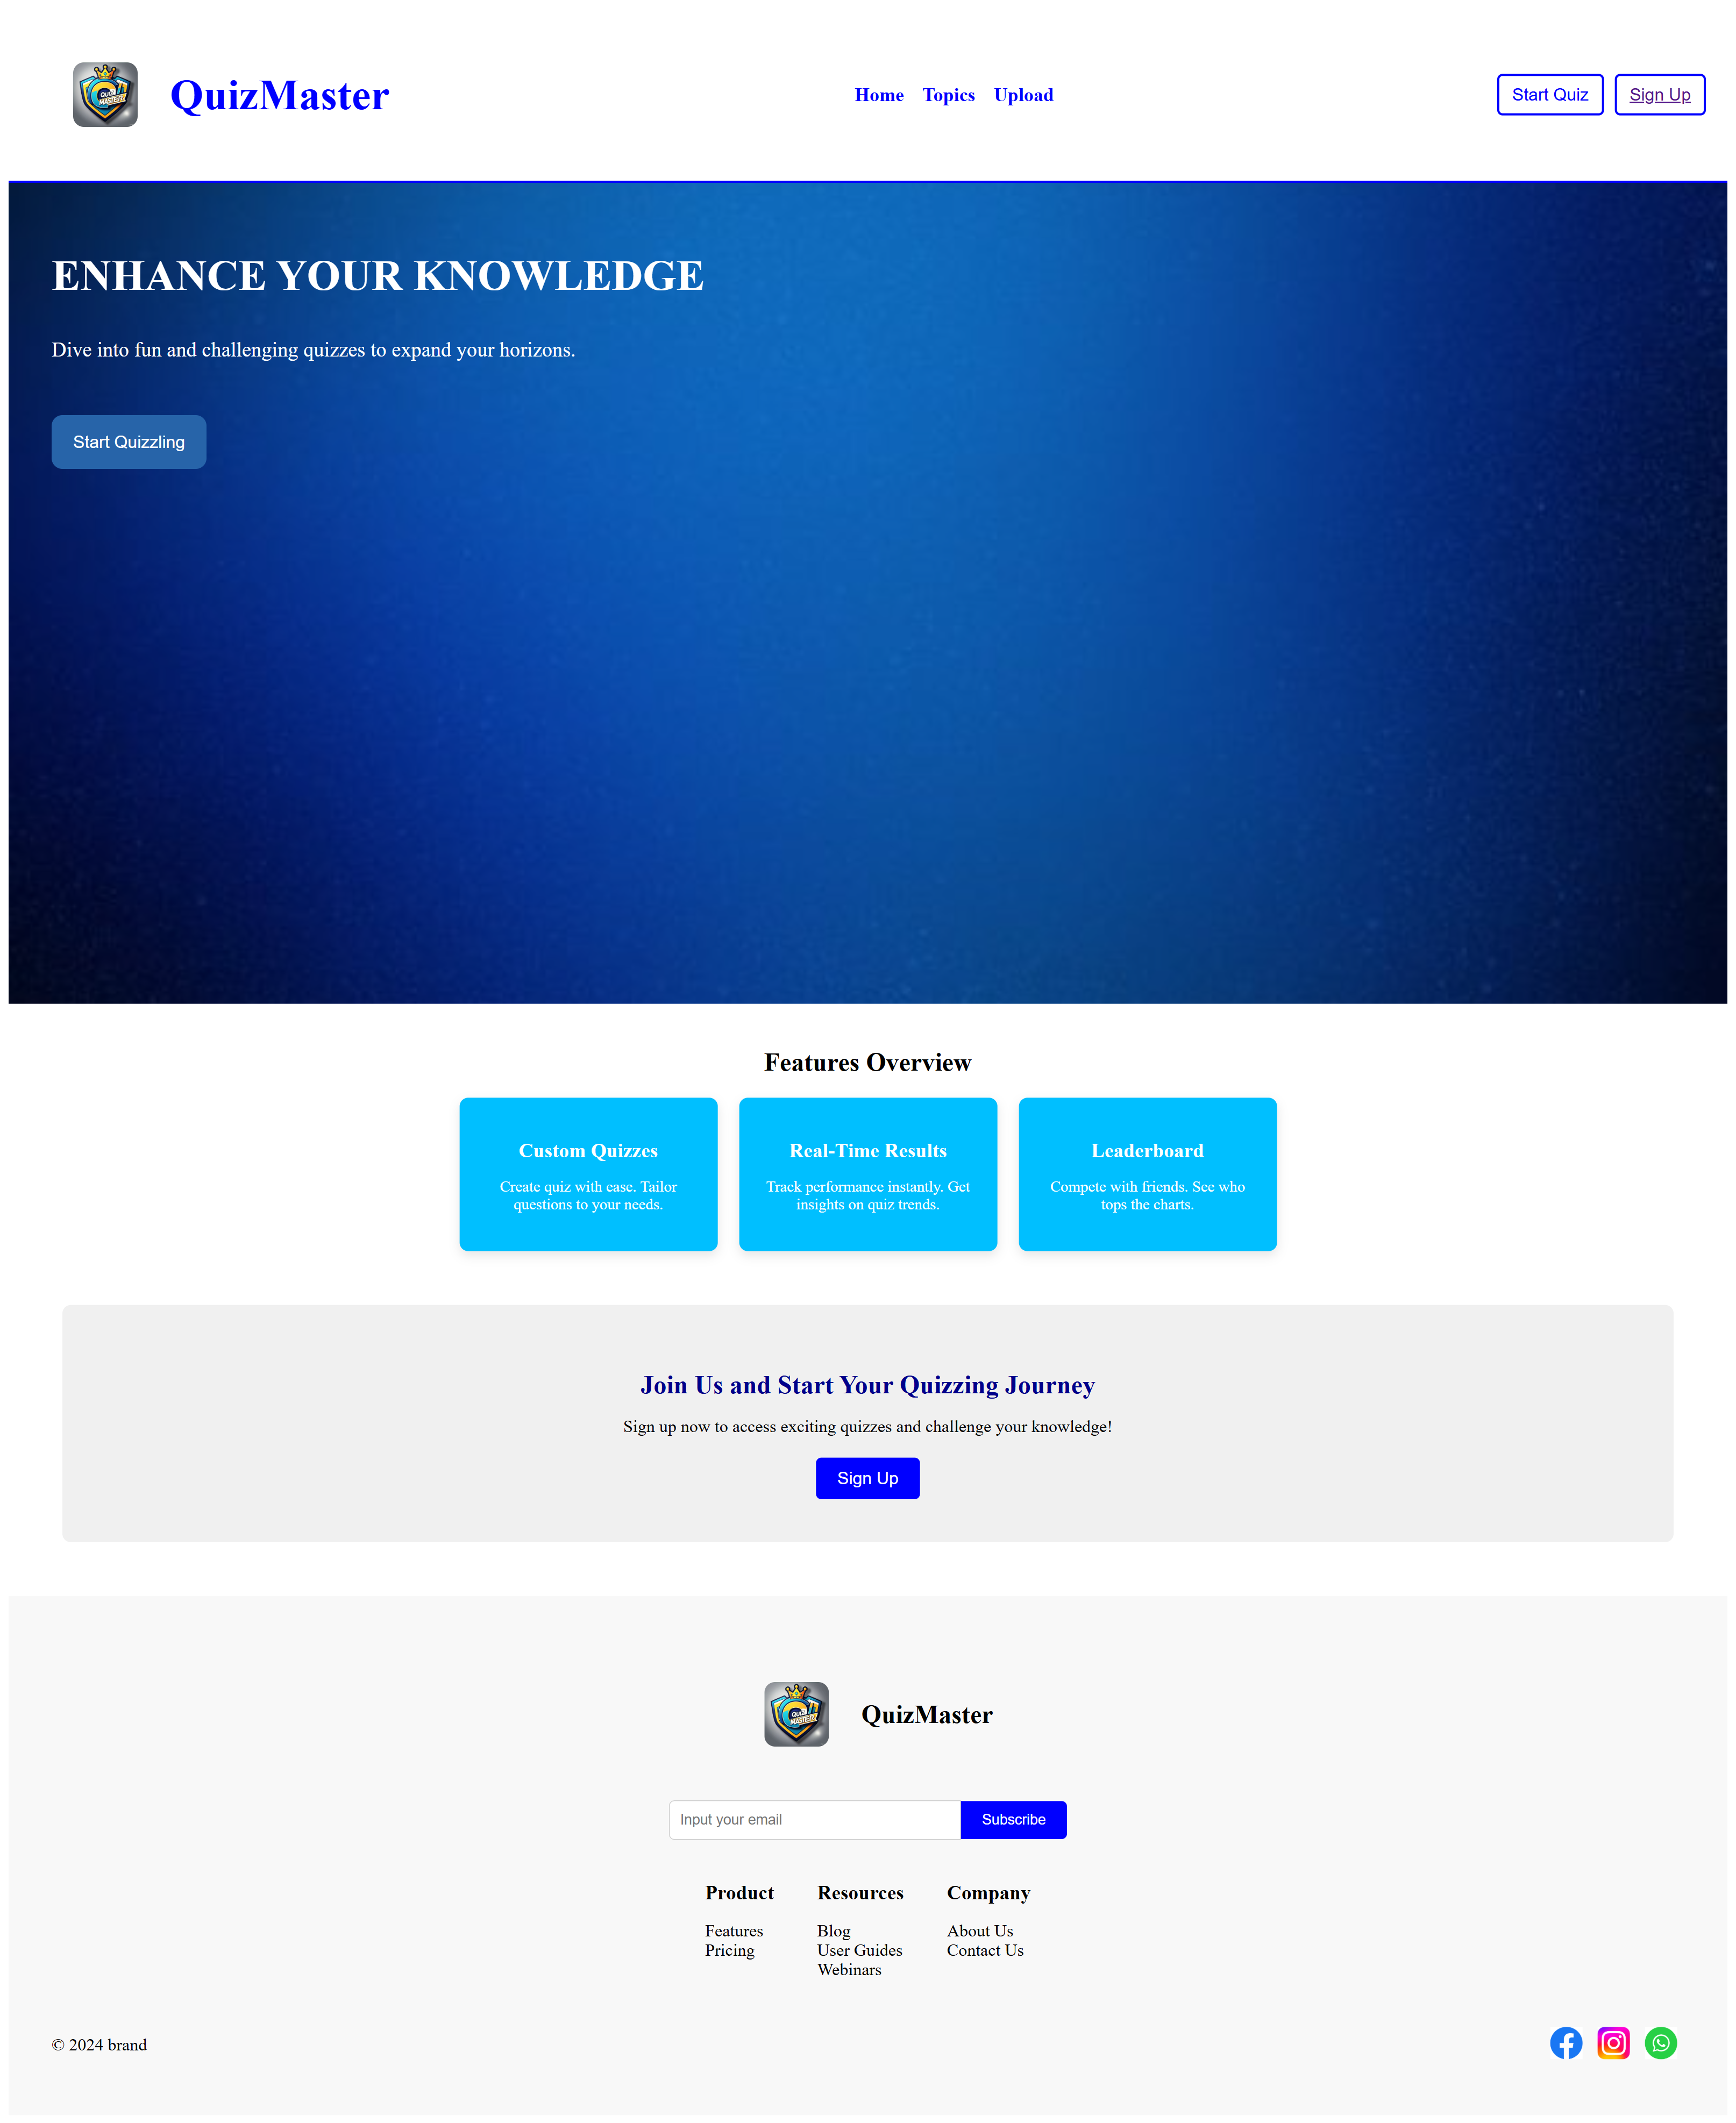 QUIZ
MASTER
QuizMaster
Home Topics Upload
Start Quiz
Sign Up
ENHANCE YOUR KNOWLEDGE
Dive into fun and challenging quizzes to expand your horizons.
Start Quizzling
Features Overview
Custom Quizzes
Create quiz with ease. Tailor
questions to your needs.
Real-Time Results
Track performance instantly. Get
insights on quiz trends.
Leaderboard
Compete with friends. See who
tops the charts.
Join Us and Start Your Quizzing Journey
Sign up now to access exciting quizzes and challenge your knowledge!
Sign Up
QUIZ
MASTER
QuizMaster
Input your email
Subscribe
Product
Features
Pricing
Resources
Blog
User Guides
Webinars
Company
About Us
Contact Us
© 2024 brand